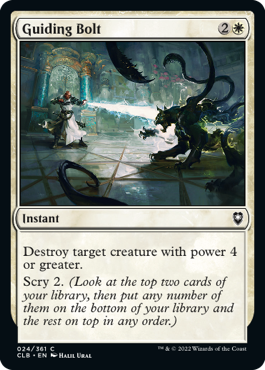 Guiding Bolt 2
Instant
Destroy target creature with power 4
or greater.
Scry 2. (Look at the top two cards of
your library, then put any number of
them on the bottom of your library and
the rest on top in any order.)
024/361 C
CLB • EN Halil Ural
™ & © 2022 Wizards of the Coast